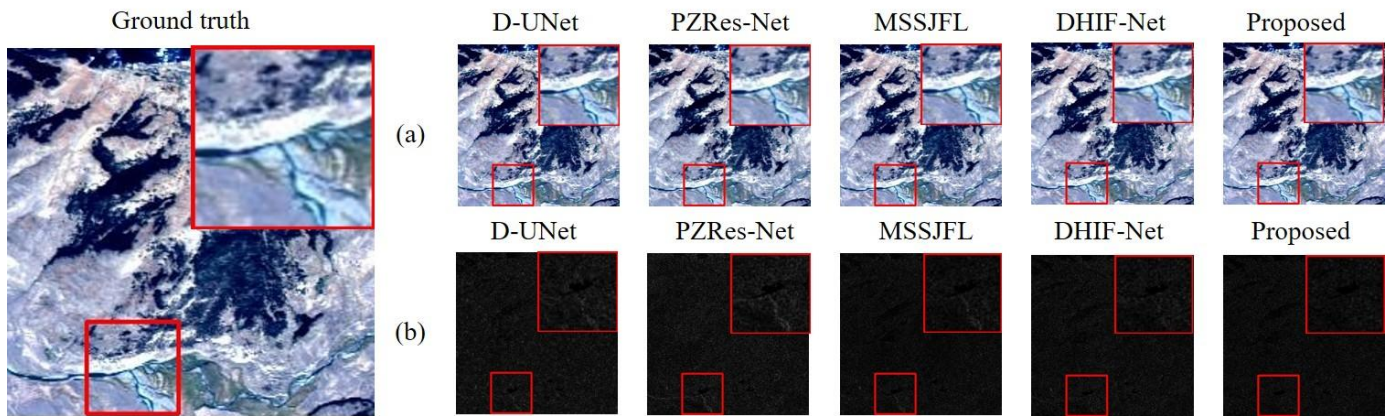 Ground truth
D-UNet PZRes-Net MSSJFL DHIF-Net Proposed
(a)
D-UNet PZRes-Net MSSJFL DHIF-Net Proposed
(b)